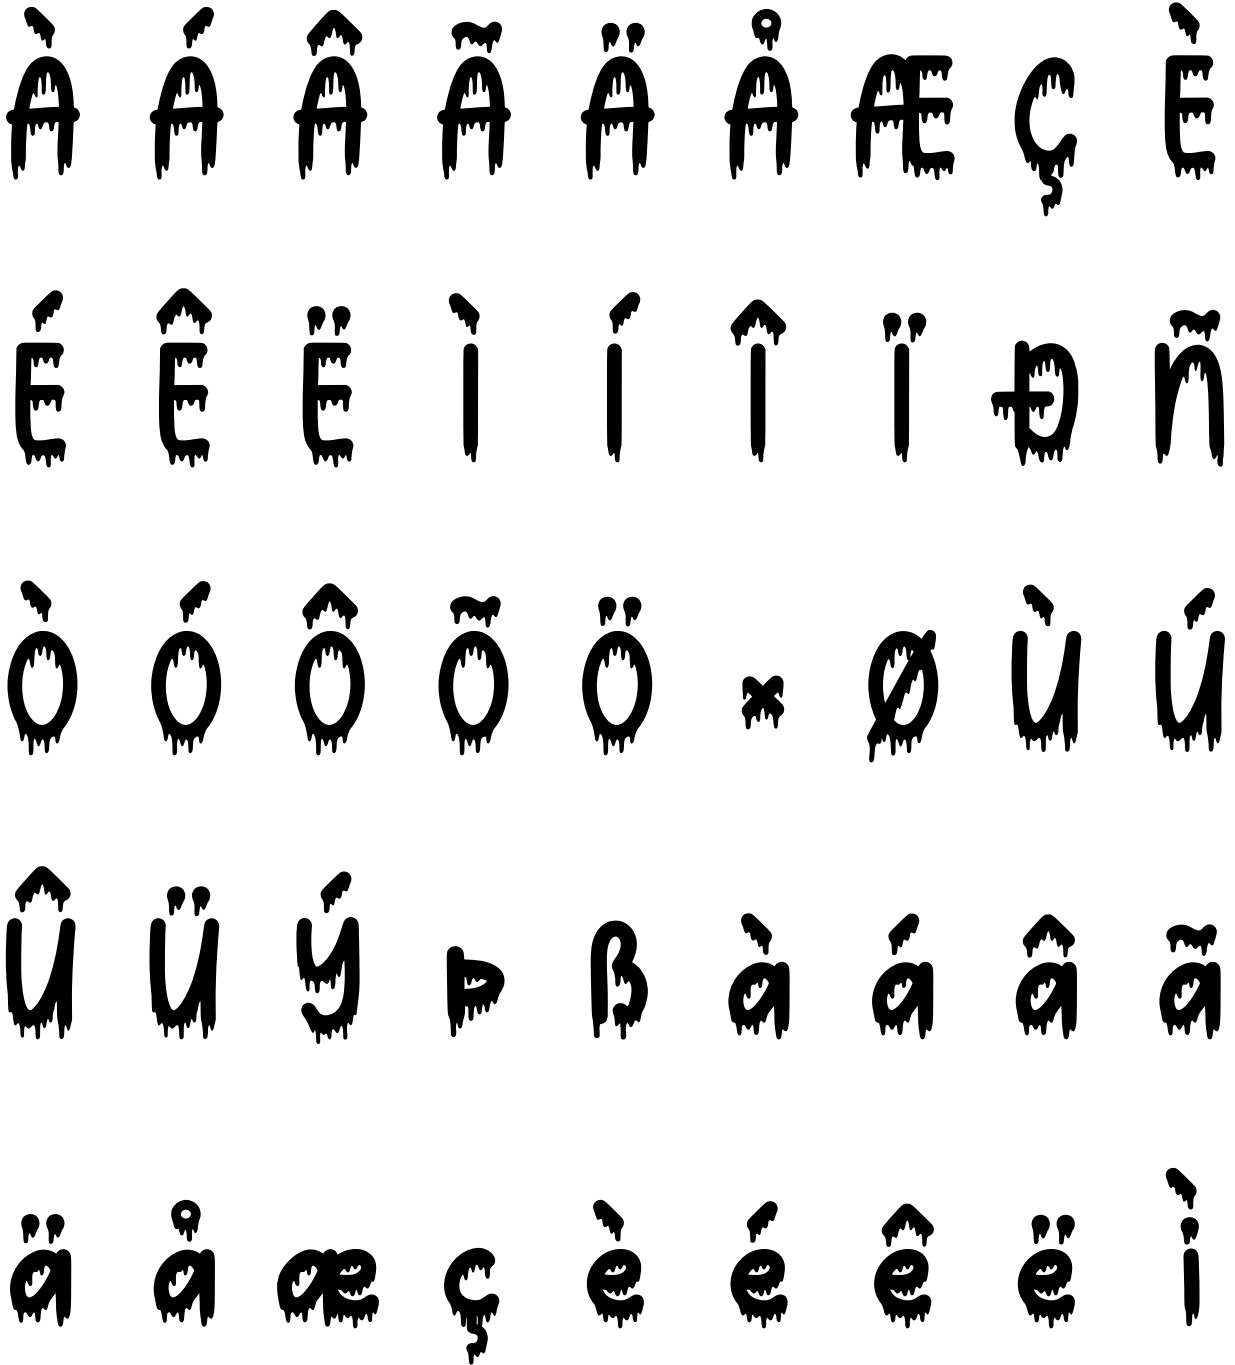 À Á Â Ã Ä Å Æ Ç È
É Ê Ë Ì Í Î Ï Ð Ñ
Ò Ó Ô Õ Ö × Ø Ù Ú
Û Ü Ý Þ ß à á â ã
ä å æ ç è é ê ë ì